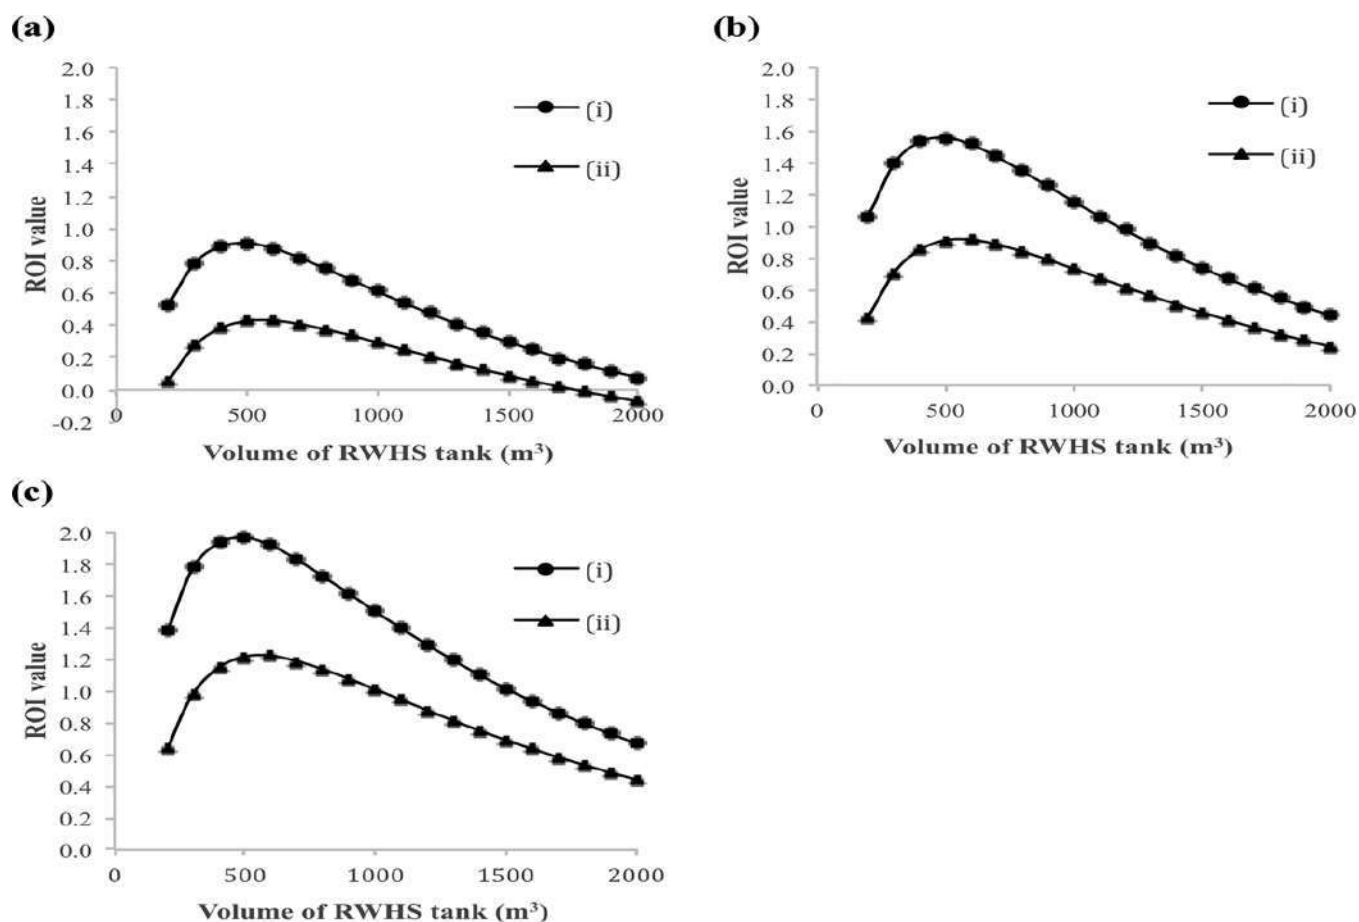 (a)
2.0
1.8
1.6
1.4
1.2
1.0
0.8
0.6
0.4
0.2
0.0
-0.2
ROI value
(i)
(ii)
0 500 1000 1500 2000
Volume of RWHS tank (m³)
(b)
2.0
1.8
1.6
1.4
1.2
1.0
0.8
0.6
0.4
0.2
0.0
ROI value
(i)
(ii)
0 500 1000 1500 2000
Volume of RWHS tank (m³)
(c)
2.0
1.8
1.6
1.4
1.2
1.0
0.8
0.6
0.4
0.2
0.0
ROI value
(i)
(ii)
0 500 1000 1500 2000
Volume of RWHS tank (m³)